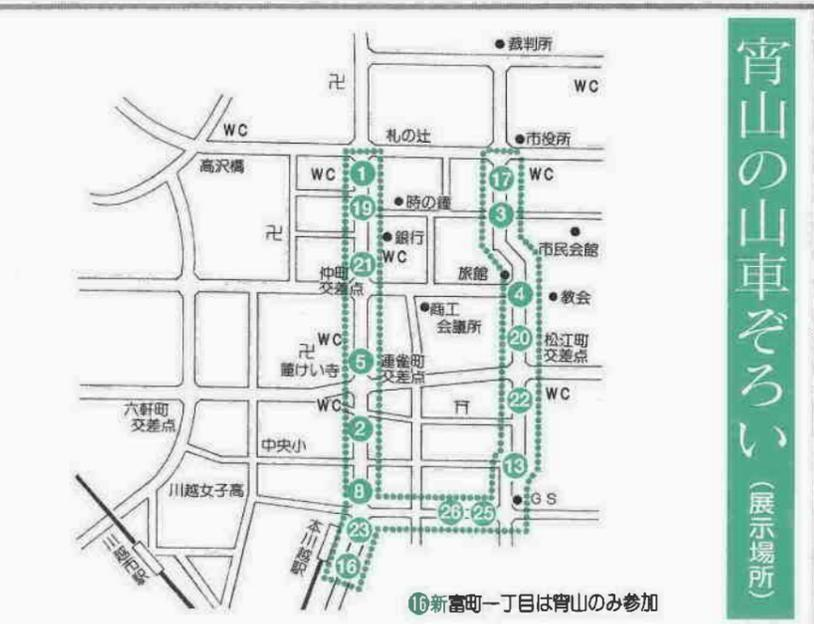 宵山の山車ぞろい(展示場所)
裁判所
卍
WC
WC
札の辻
市役所
高沢橋
WC
1
17
WC
19
時の鐘
3
卍
銀行
WC
市民会館
21
仲町
交差点
旅館
4
教会
商工
会議所
20
松江町
交差点
WC
卍
蓮けい寺
5
連雀町
交差点
WC
22
WC
六軒町
交差点
2
中央小
13
川越女子高
8
GS
26
25
23
本川越駅
川越市駅
16
16新富町一丁目は宵山のみ参加